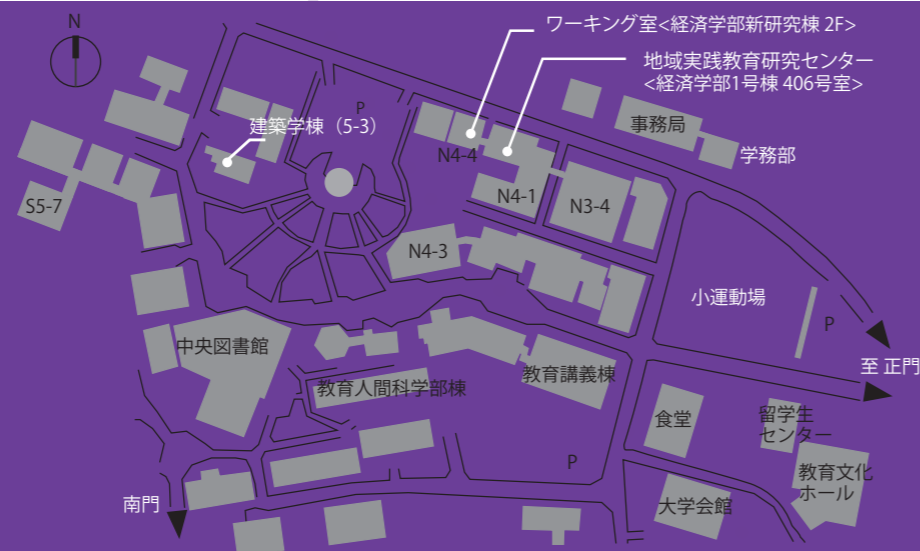 N
ワーキング室<経済学部新研究棟 2F>
地域実践教育研究センター
<経済学部1号棟 406号室>
P
建築学棟（5-3）
事務局
学務部
N4-4
N4-1
N3-4
S5-7
N4-3
小運動場
P
中央図書館
至 正門
教育人間科学部棟
教育講義棟
食堂
留学生
センター
P
教育文化
ホール
南門
大学会館